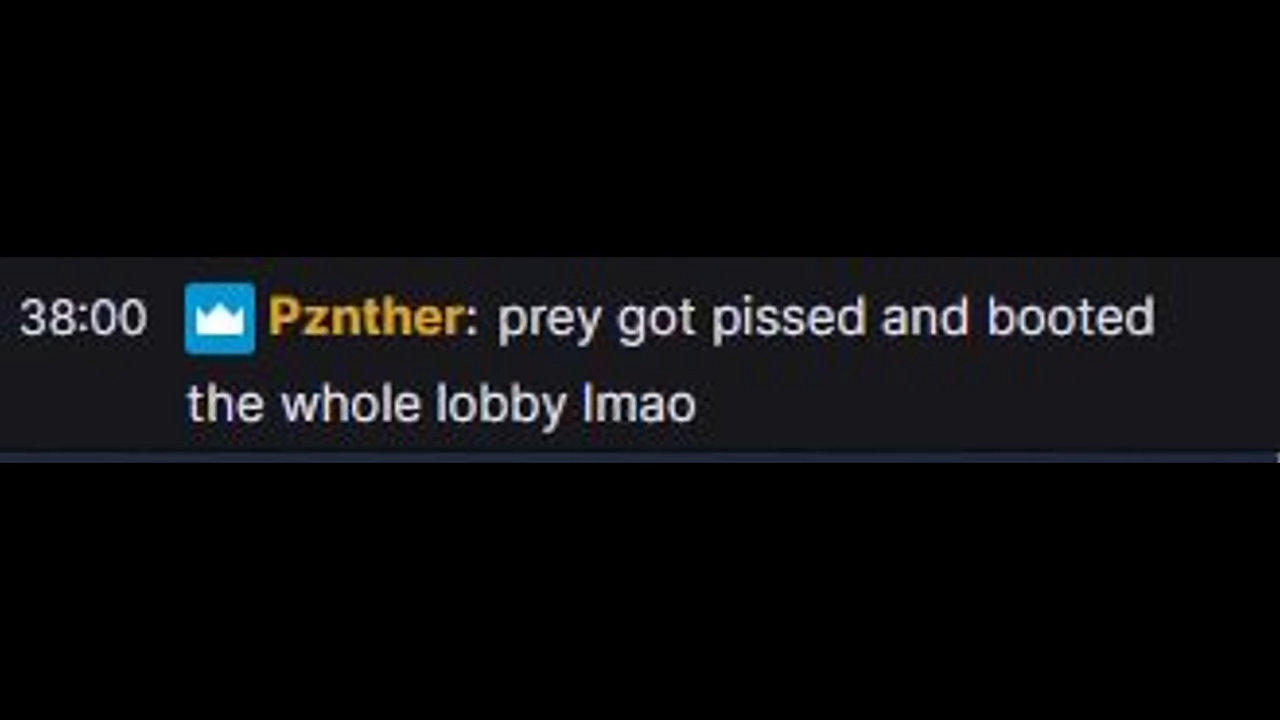 38:00 Pznther: prey got pissed and booted
the whole lobby lmao